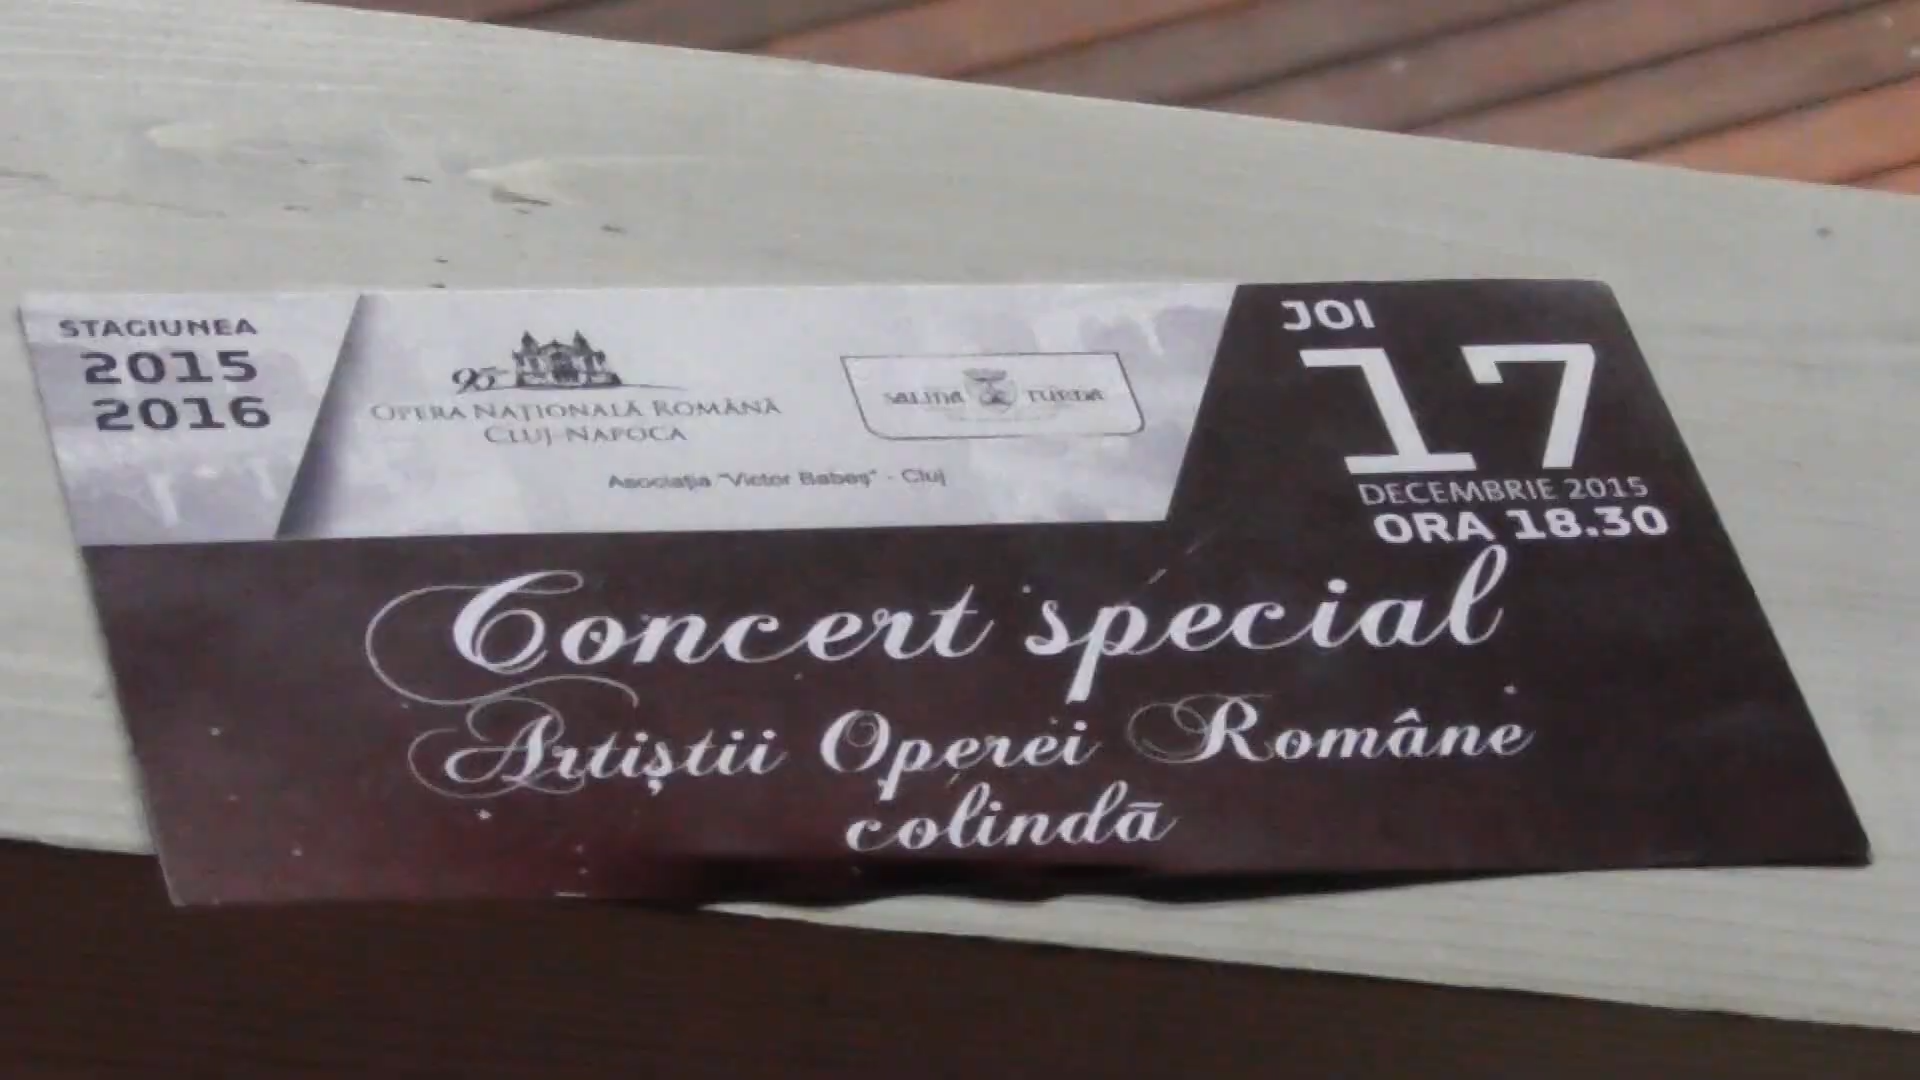 STAGIUNEA
2015
2016
95
OPERA NAȚIONALĂ ROMÂNĂ
CLUJ-NAPOCA
SALINA TURDA
Asociația "Victor Babeș" - Cluj
JOI
17
DECEMBRIE 2015
ORA 18.30
Concert special
Artiștii Operei Române
colindă